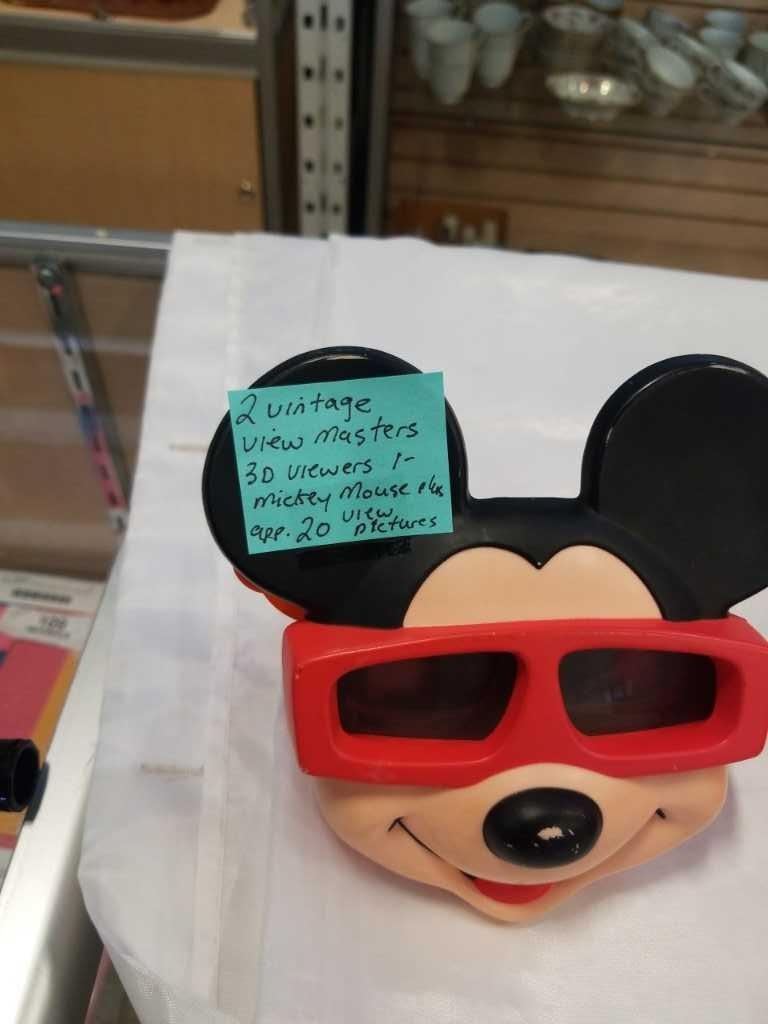 2 vintage
view masters
3D viewers 1-
mickey mouse plus
app. 20 view
pictures